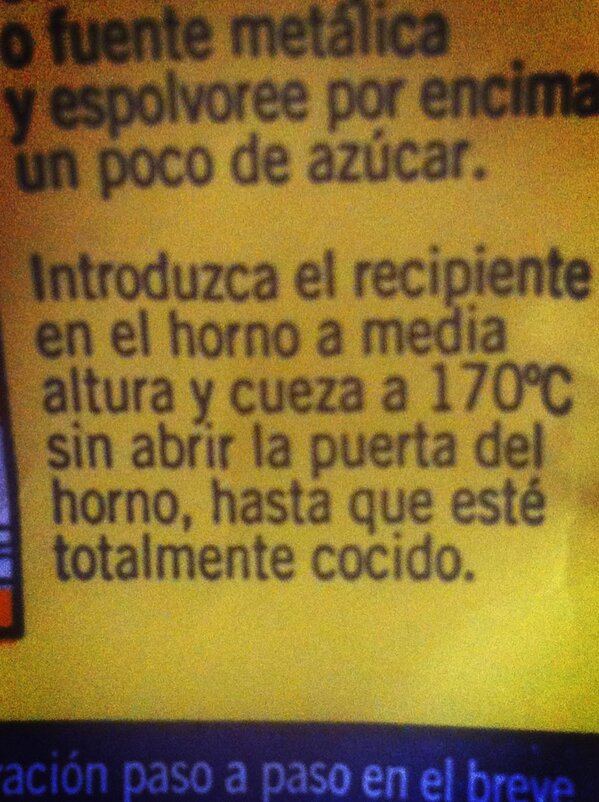 o fuente metálica
y espolvoree por encima
un poco de azúcar.
Introduzca el recipiente
en el horno a media
altura y cueza a 170ºC
sin abrir la puerta del
horno, hasta que esté
totalmente cocido.
ración paso a paso en el breve